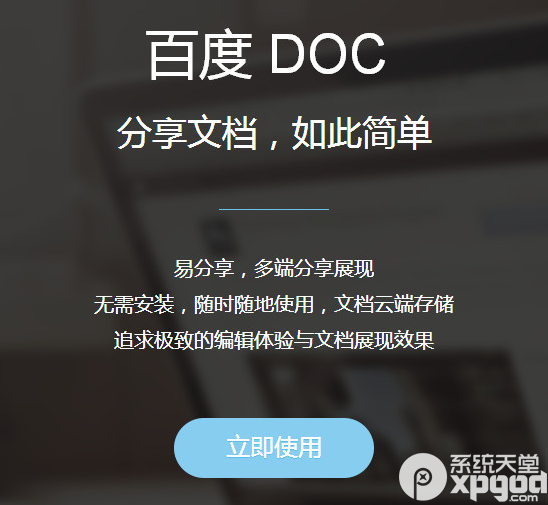 百度 DOC
分享文档，如此简单
易分享，多端分享展现
无需安装，随时随地使用，文档云端存储
追求极致的编辑体验与文档展现效果
立即使用
系统天堂
xpgod.com